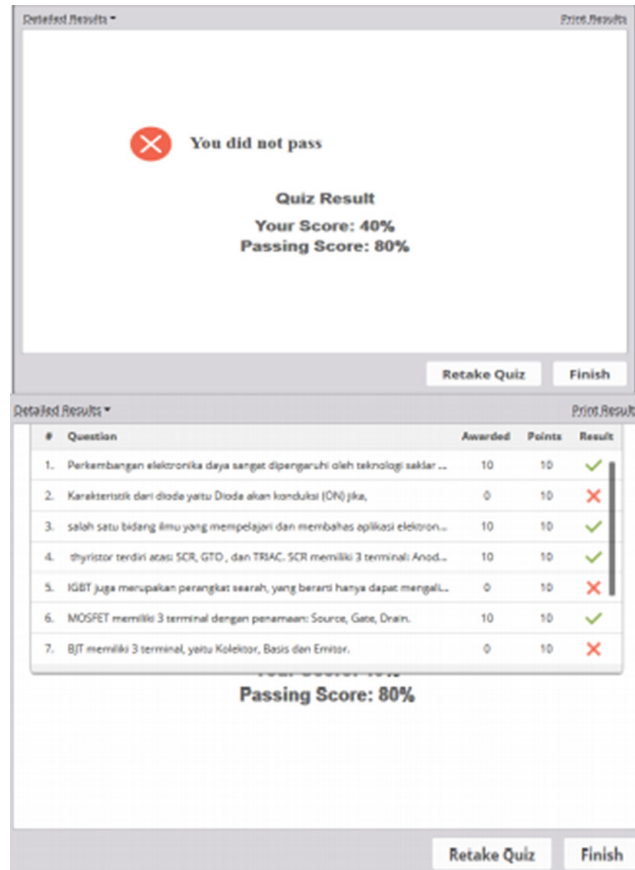 Detailed Results
Print Results
You did not pass
Quiz Result
Your Score: 40%
Passing Score: 80%
Retake Quiz Finish
Detailed Results
Print Result
# Question Awarded Points Result
1. Perkembangan elektronika daya sangat dipengaruhi oleh teknologi saklar ... 10 10
2. Karakteristik dari dioda yaitu Dioda akan konduksi (ON) jika, 0 10
3. salah satu bidang ilmu yang mempelajari dan membahas aplikasi elektron... 10 10
4. thyristor terdiri atas: SCR, GTO , dan TRIAC. SCR memiliki 3 terminal: Anod... 10 10
5. IGBT juga merupakan perangkat searah, yang berarti hanya dapat mengali... 0 10
6. MOSFET memiliki 3 terminal dengan penamaan: Source, Gate, Drain. 10 10
7. BJT memiliki 3 terminal, yaitu Kolektor, Basis dan Emitor. 0 10
Passing Score: 80%
Retake Quiz Finish